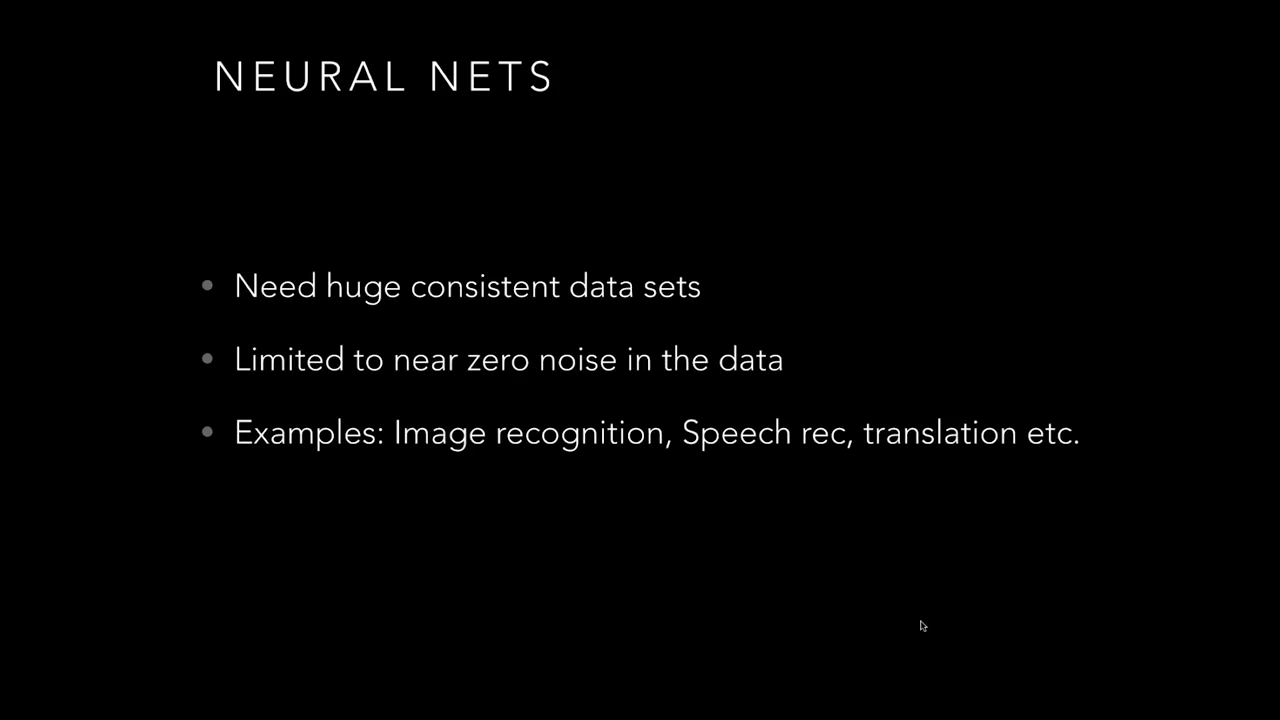 NEURAL NETS
• Need huge consistent data sets
• Limited to near zero noise in the data
• Examples: Image recognition, Speech rec, translation etc.